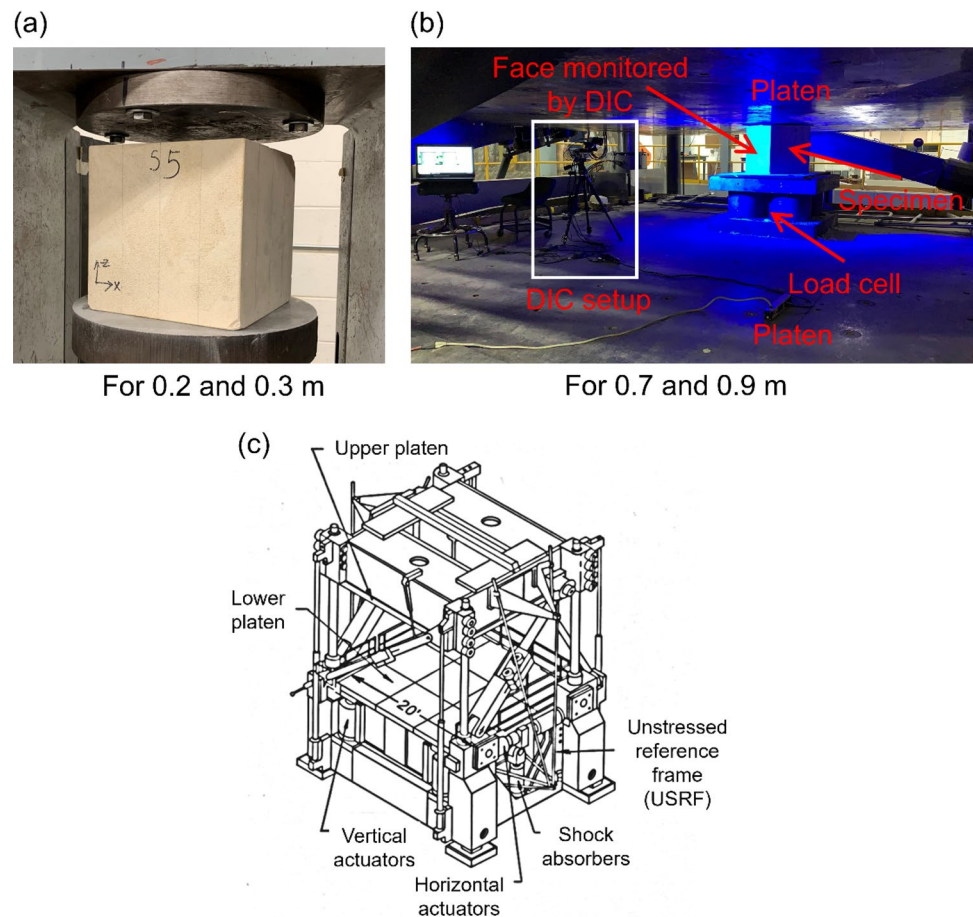 (a)
S5
z
x
For 0.2 and 0.3 m
(b)
Face monitored
by DIC
Platen
Specimen
Load cell
DIC setup
Platen
For 0.7 and 0.9 m
(c)
Upper platen
Lower
platen
20'
Unstressed
reference
frame
(USRF)
Vertical
actuators
Shock
absorbers
Horizontal
actuators